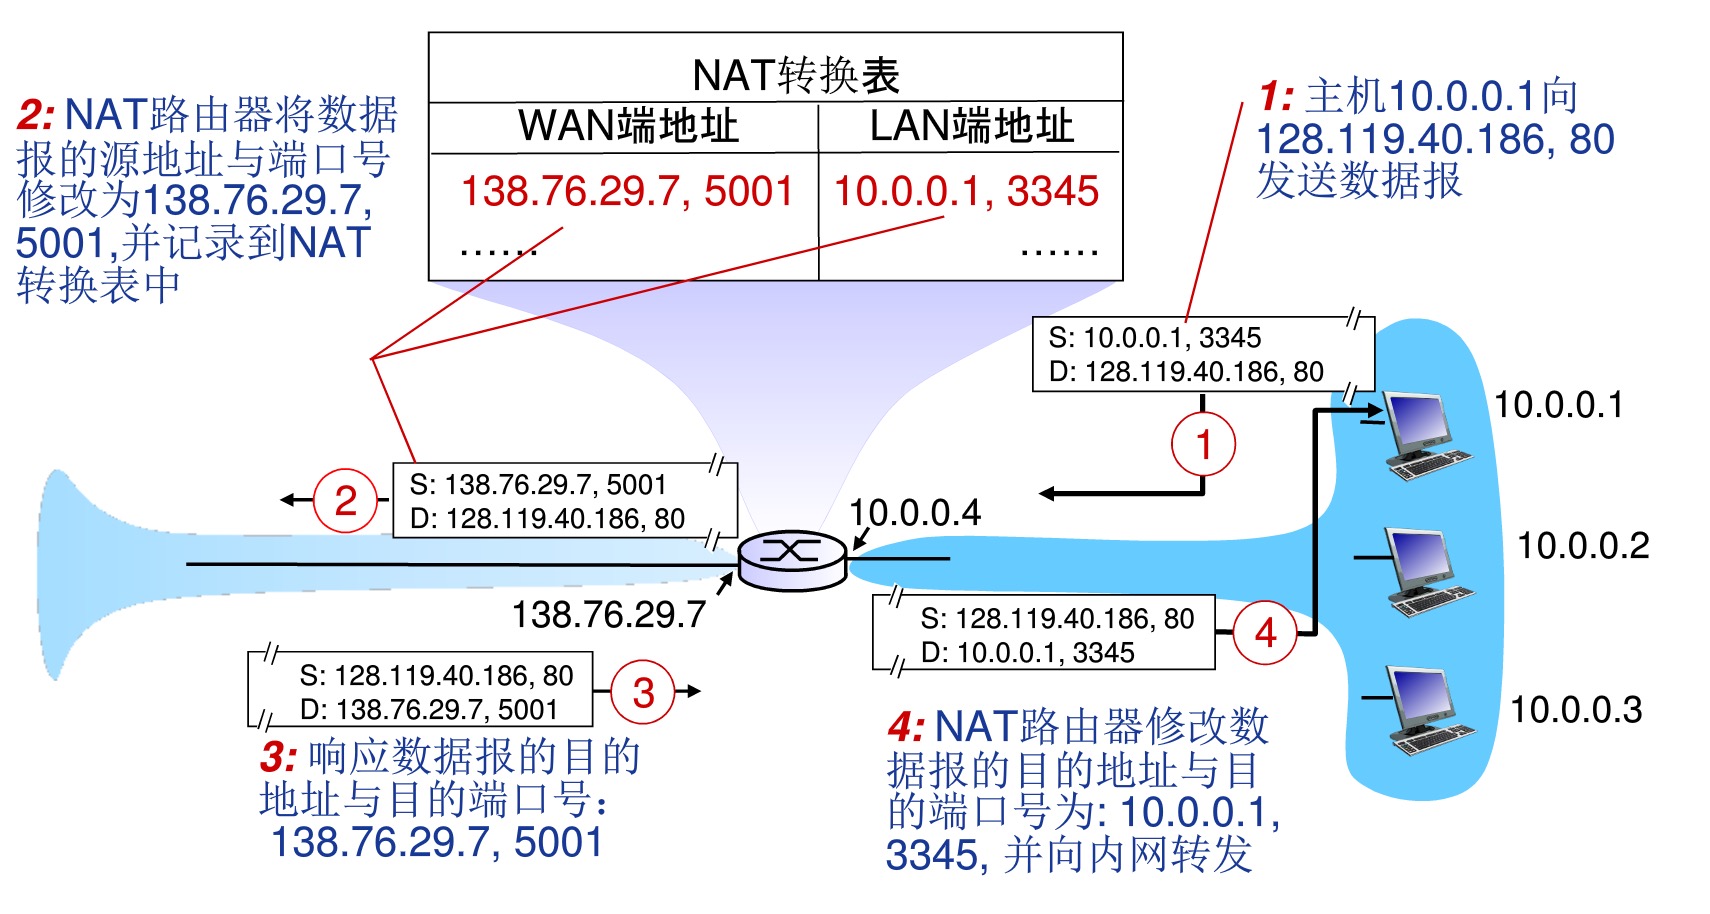 NAT转换表
WAN端地址 LAN端地址
138.76.29.7, 5001 10.0.0.1, 3345
…… ……
1: 主机10.0.0.1向
128.119.40.186, 80
发送数据报
2: NAT路由器将数据
报的源地址与端口号
修改为138.76.29.7,
5001,并记录到NAT
转换表中
S: 10.0.0.1, 3345
D: 128.119.40.186, 80
1
10.0.0.1
S: 138.76.29.7, 5001
D: 128.119.40.186, 80
2
10.0.0.4
10.0.0.2
138.76.29.7
S: 128.119.40.186, 80
D: 10.0.0.1, 3345
4
S: 128.119.40.186, 80
D: 138.76.29.7, 5001
3
10.0.0.3
3: 响应数据报的目的
地址与目的端口号：
138.76.29.7, 5001
4: NAT路由器修改数
据报的目的地址与目
的端口号为: 10.0.0.1,
3345, 并向内网转发